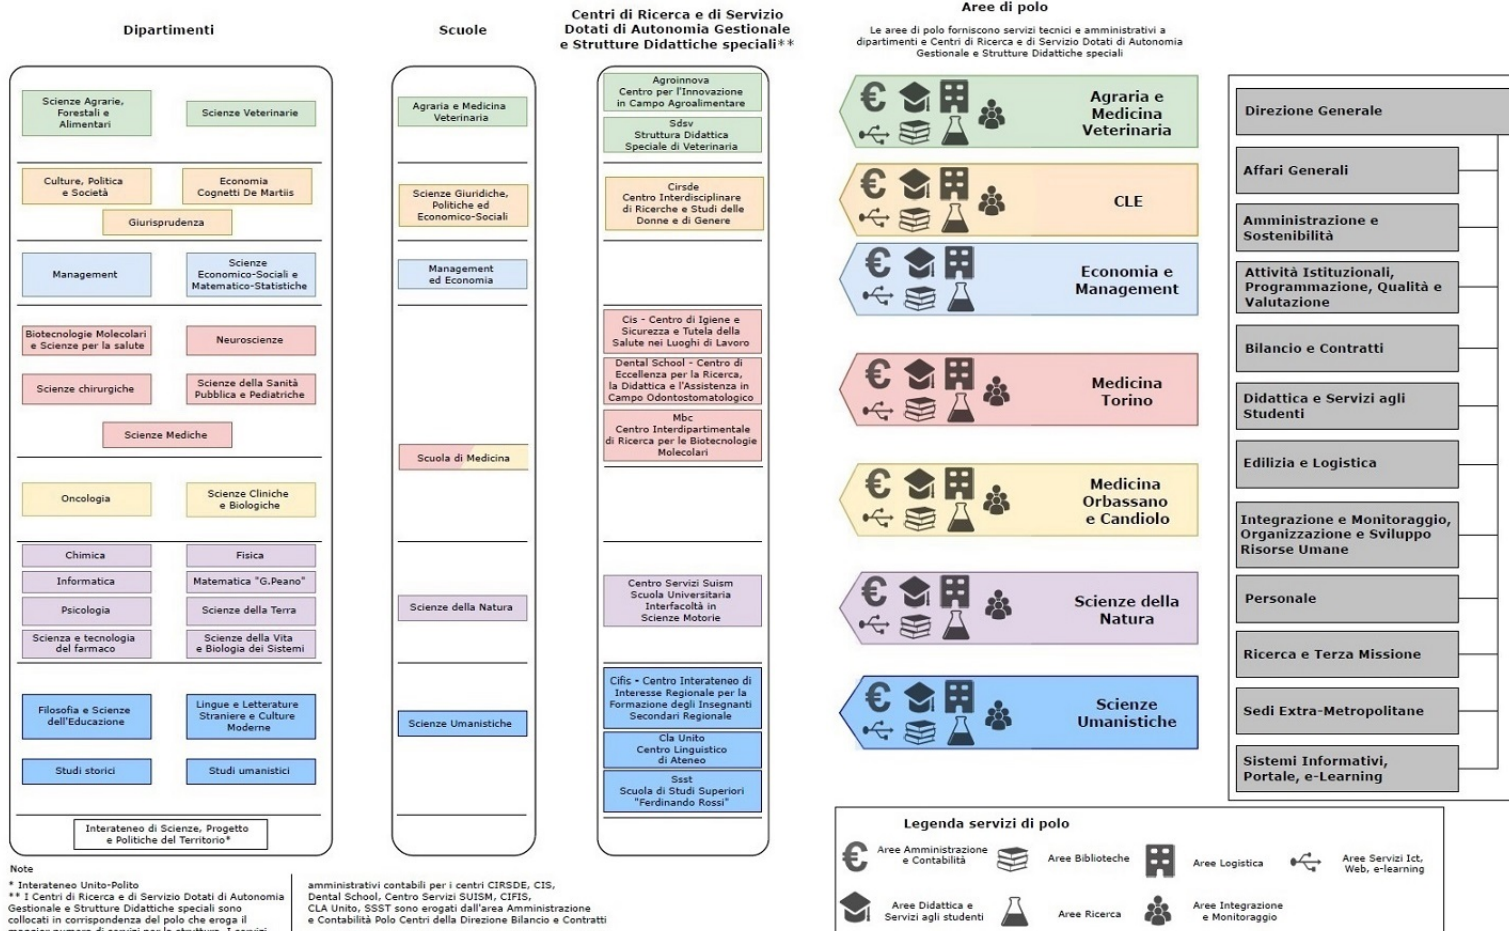 Dipartimenti
Scienze Agrarie,
Forestali e
Alimentari
Scienze Veterinarie
Culture, Politica
e Società
Economia
Cognetti De Martiis
Giurisprudenza
Management
Scienze
Economico-Sociali e
Matematico-Statistiche
Biotecnologie Molecolari
e Scienze per la salute
Neuroscienze
Scienze chirurgiche
Scienze della Sanità
Pubblica e Pediatriche
Scienze Mediche
Oncologia
Scienze Cliniche
e Biologiche
Chimica
Fisica
Informatica
Matematica "G.Peano"
Psicologia
Scienze della Terra
Scienza e tecnologia
del farmaco
Scienze della Vita
e Biologia dei Sistemi
Filosofia e Scienze
dell'Educazione
Lingue e Letterature
Straniere e Culture
Moderne
Studi storici
Studi umanistici
Interateneo di Scienze, Progetto
e Politiche del Territorio*
Scuole
Agraria e Medicina
Veterinaria
Scienze Giuridiche,
Politiche ed
Economico-Sociali
Management
ed Economia
Scuola di Medicina
Scienze della Natura
Scienze Umanistiche
Centri di Ricerca e di Servizio
Dotati di Autonomia Gestionale
e Strutture Didattiche speciali**
Agroinnova
Centro per l'Innovazione
in Campo Agroalimentare
Sdsv
Struttura Didattica
Speciale di Veterinaria
Cirsde
Centro Interdisciplinare
di Ricerche e Studi delle
Donne e di Genere
Cis - Centro di Igiene e
Sicurezza e Tutela della
Salute nei Luoghi di Lavoro
Dental School - Centro di
Eccellenza per la Ricerca,
la Didattica e l'Assistenza in
Campo Odontostomatologico
Mbc
Centro Interdipartimentale
di Ricerca per le Biotecnologie
Molecolari
Centro Servizi Suism
Scuola Universitaria
Interfacoltà in
Scienze Motorie
Cifis - Centro Interateneo di
Interesse Regionale per la
Formazione degli Insegnanti
Secondari Regionale
Cla Unito
Centro Linguistico
di Ateneo
Ssst
Scuola di Studi Superiori
"Ferdinando Rossi"
Aree di polo
Le aree di polo forniscono servizi tecnici e amministrativi a
dipartimenti e Centri di Ricerca e di Servizio Dotati di Autonomia
Gestionale e Strutture Didattiche speciali
Agraria e
Medicina
Veterinaria
CLE
Economia e
Management
Medicina
Torino
Medicina
Orbassano
e Candiolo
Scienze della
Natura
Scienze
Umanistiche
Direzione Generale
Affari Generali
Amministrazione e
Sostenibilità
Attività Istituzionali,
Programmazione, Qualità e
Valutazione
Bilancio e Contratti
Didattica e Servizi agli
Studenti
Edilizia e Logistica
Integrazione e Monitoraggio,
Organizzazione e Sviluppo
Risorse Umane
Personale
Ricerca e Terza Missione
Sedi Extra-Metropolitane
Sistemi Informativi,
Portale, e-Learning
Legenda servizi di polo
Aree Amministrazione
e Contabilità
Aree Biblioteche
Aree Logistica
Aree Servizi Ict,
Web, e-learning
Aree Didattica e
Servizi agli studenti
Aree Ricerca
Aree Integrazione
e Monitoraggio
Note
* Interateneo Unito-Polito
** I Centri di Ricerca e di Servizio Dotati di Autonomia
Gestionale e Strutture Didattiche speciali sono
collocati in corrispondenza del polo che eroga il
maggior numero di servizi per la struttura. I servizi
amministrativi contabili per i centri CIRSDE, CIS,
Dental School, Centro Servizi SUISM, CIFIS,
CLA Unito, SSST sono erogati dall'area Amministrazione
e Contabilità Polo Centri della Direzione Bilancio e Contratti